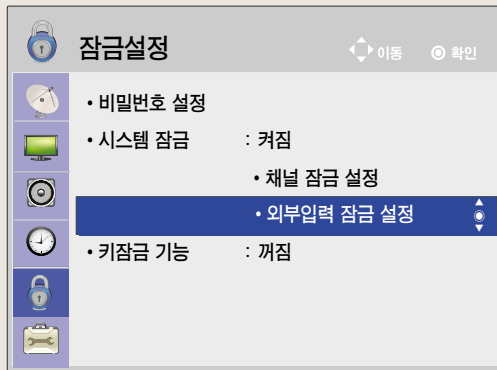 잠금설정 이동 확인
• 비밀번호 설정
• 시스템 잠금 : 켜짐
• 채널 잠금 설정
• 외부입력 잠금 설정
• 키잠금 기능 : 꺼짐